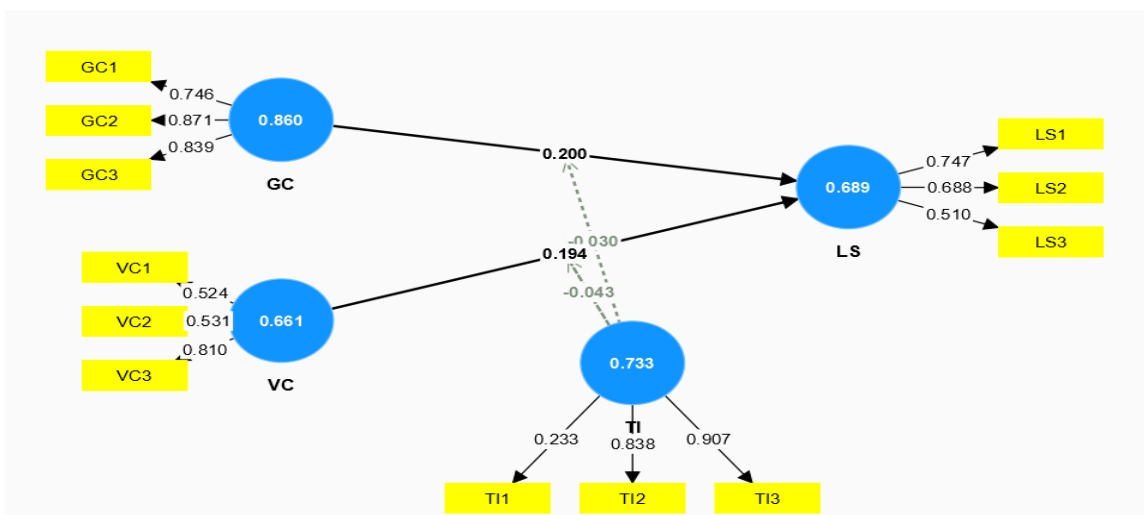 GC1
0.746
GC2
0.871
GC3
0.839
0.860
GC
0.200
LS1
0.747
0.689
0.688
LS2
0.510
LS3
LS
-0.030
0.194
-0.043
VC1
0.524
VC2
0.531
0.661
VC3
0.810
VC
0.733
TI
0.233
0.838
0.907
TI1
TI2
TI3